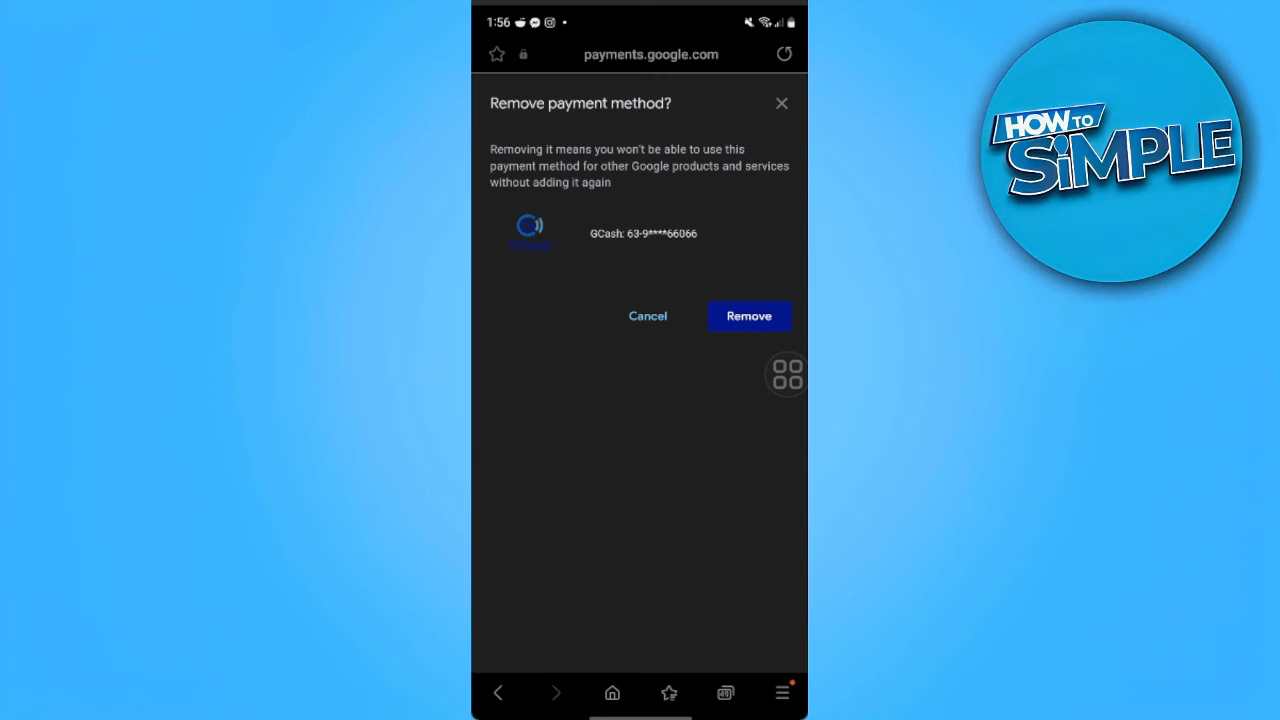 1:56
payments.google.com
Remove payment method?
Removing it means you won't be able to use this
payment method for other Google products and services
without adding it again
GCash
GCash: 63-9****66066
Cancel
Remove
49
HOW TO
SiMPLE